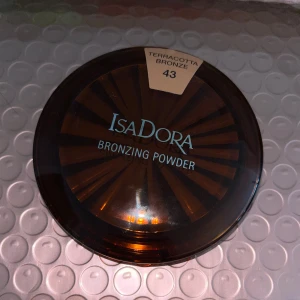 TERRACOTTA
BRONZE
43
ISADORA
BRONZING POWDER